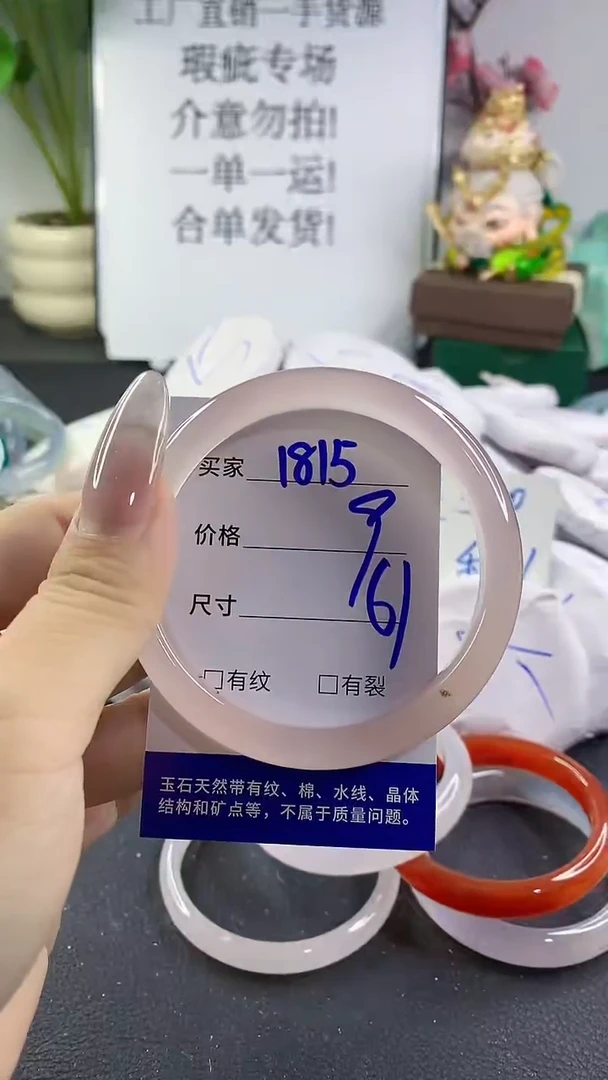 工厂直销一手货源
瑕疵专场
介意勿拍!
一单一运!
合单发货!
买家 1815
价格 9
尺寸 61
□有纹 □有裂
玉石天然带有纹、棉、水线、晶体
结构和矿点等，不属于质量问题。